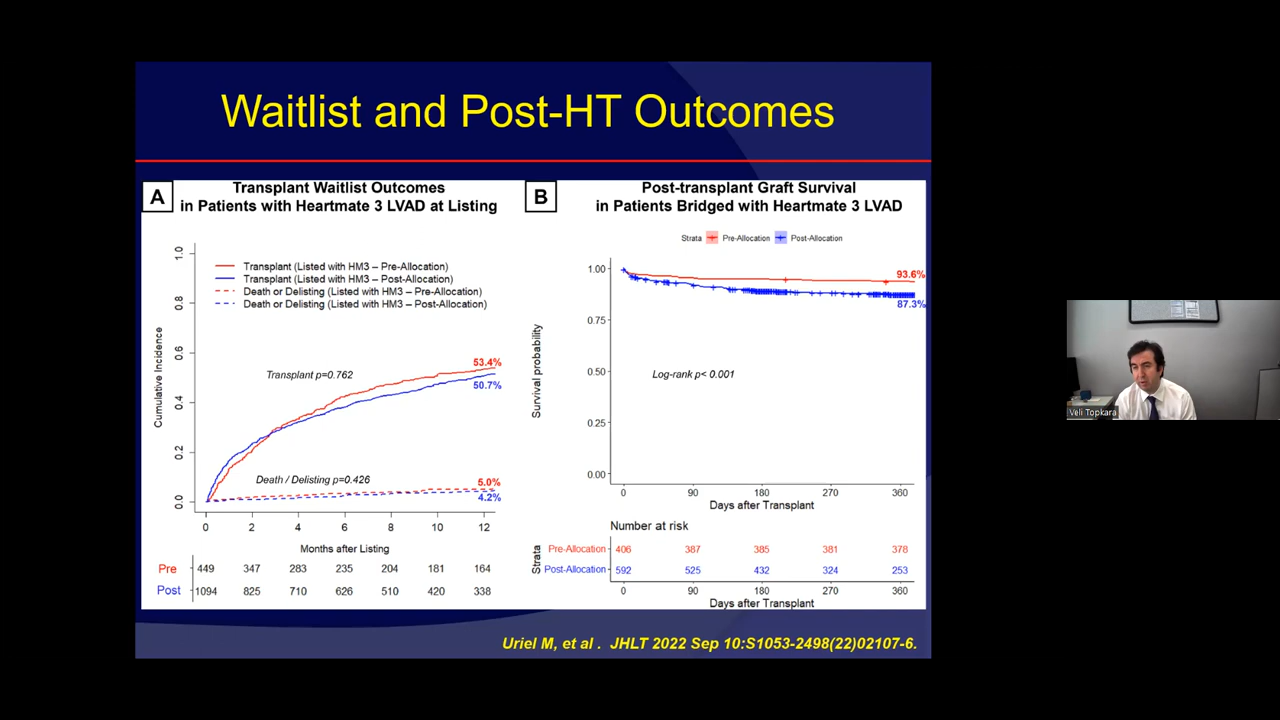 Waitlist and Post-HT Outcomes
A
Transplant Waitlist Outcomes
in Patients with Heartmate 3 LVAD at Listing
Transplant (Listed with HM3 – Pre-Allocation)
Transplant (Listed with HM3 – Post-Allocation)
Death or Delisting (Listed with HM3 – Pre-Allocation)
Death or Delisting (Listed with HM3 – Post-Allocation)
Cumulative Incidence
1.0
0.8
0.6
0.4
0.2
0.0
53.4%
Transplant p=0.762
50.7%
Death / Delisting p=0.426
5.0%
4.2%
0 2 4 6 8 10 12
Months after Listing
Pre 449 347 283 235 204 181 164
Post 1094 825 710 626 510 420 338
B
Post-transplant Graft Survival
in Patients Bridged with Heartmate 3 LVAD
Strata Pre-Allocation Post-Allocation
Survival probability
1.00
0.75
0.50
0.25
0.00
93.6%
87.3%
Log-rank p< 0.001
0 90 180 270 360
Days after Transplant
Number at risk
Strata
Pre-Allocation 406 387 385 381 378
Post-Allocation 592 525 432 324 253
0 90 180 270 360
Days after Transplant
Uriel M, et al . JHLT 2022 Sep 10:S1053-2498(22)02107-6.
Veli Topkara